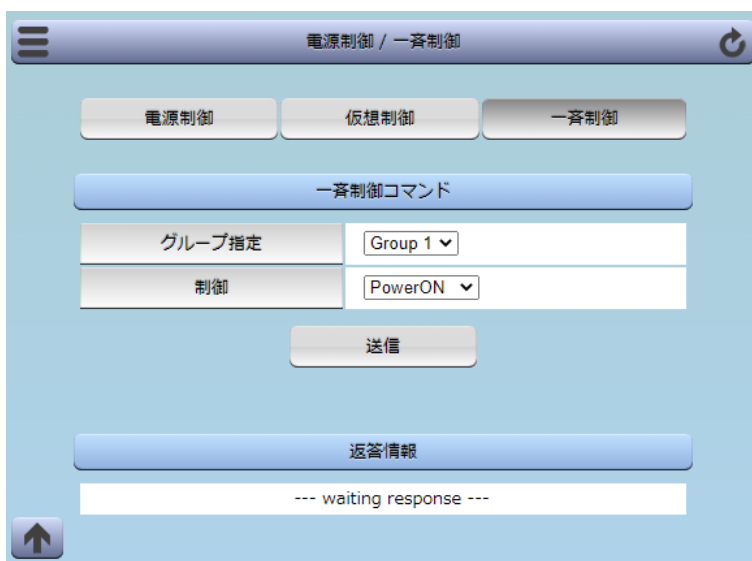 電源制御 / 一斉制御
電源制御 仮想制御 一斉制御
一斉制御コマンド
グループ指定 Group 1
制御 PowerON
送信
返答情報
--- waiting response ---